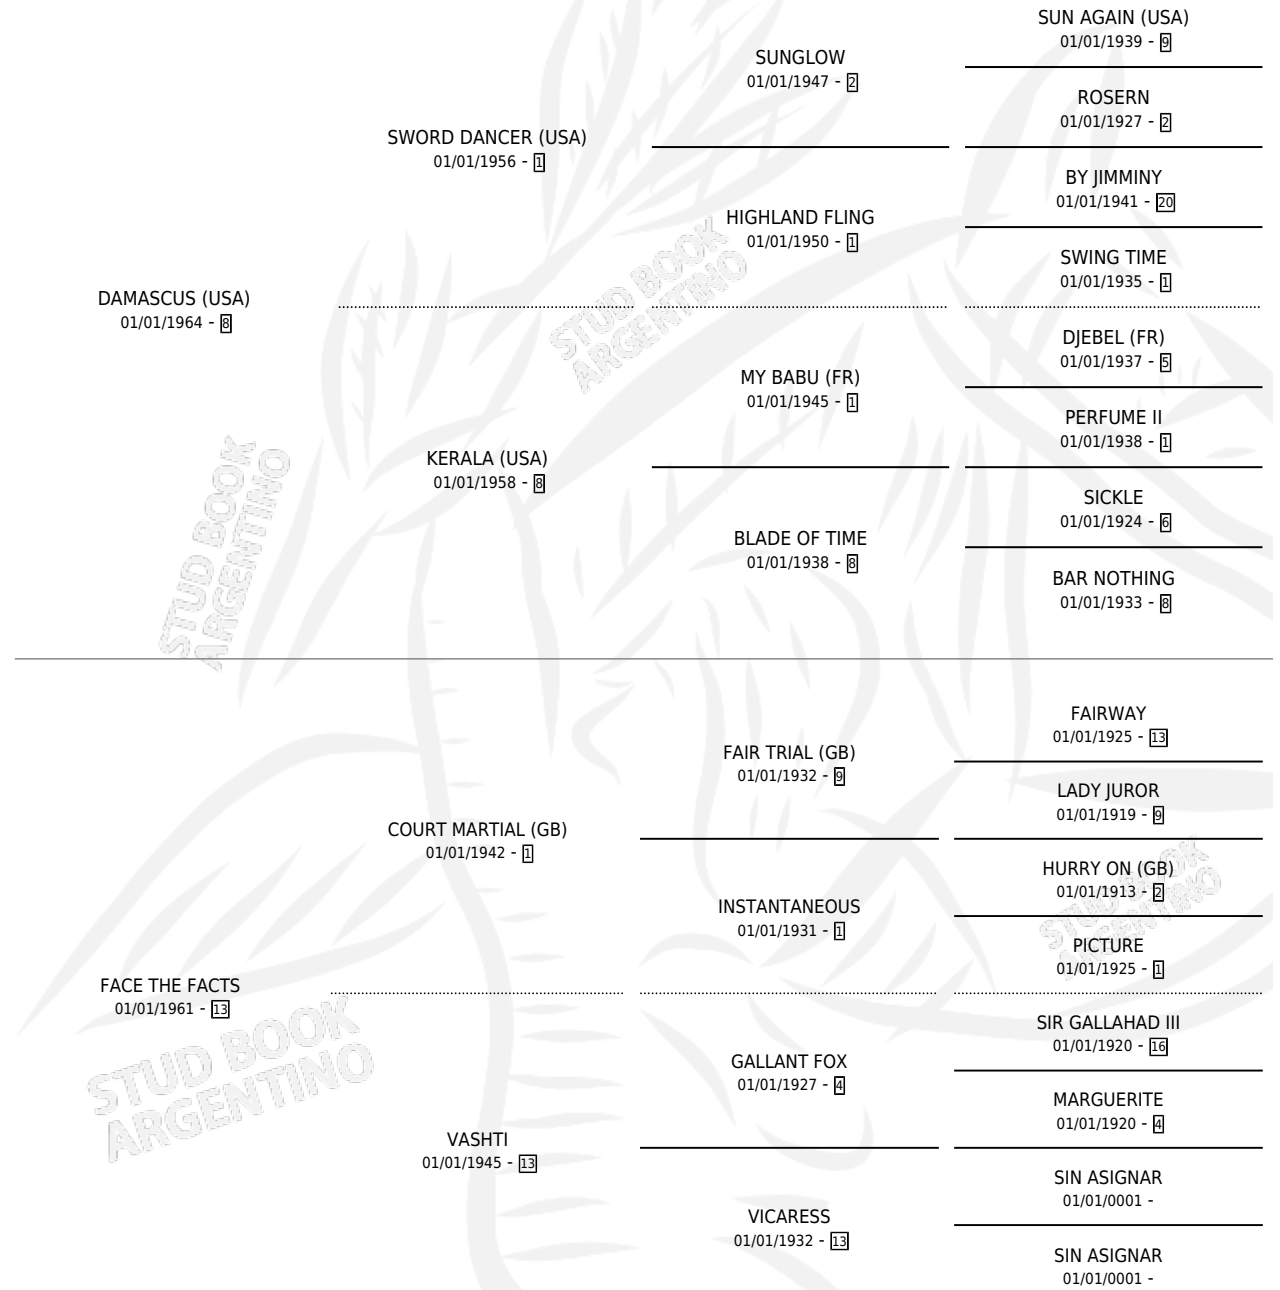 DAMASCUS (USA)
01/01/1964 - 8
SWORD DANCER (USA)
01/01/1956 - 1
KERALA (USA)
01/01/1958 - 8
SUNGLOW
01/01/1947 - 2
HIGHLAND FLING
01/01/1950 - 1
MY BABU (FR)
01/01/1945 - 1
BLADE OF TIME
01/01/1938 - 8
SUN AGAIN (USA)
01/01/1939 - 9
ROSERN
01/01/1927 - 2
BY JIMMINY
01/01/1941 - 20
SWING TIME
01/01/1935 - 1
DJEBEL (FR)
01/01/1937 - 5
PERFUME II
01/01/1938 - 1
SICKLE
01/01/1924 - 6
BAR NOTHING
01/01/1933 - 8
STUD BOOK
ARGENTINO
STUD BOOK
ARGENTINO
FACE THE FACTS
01/01/1961 - 13
COURT MARTIAL (GB)
01/01/1942 - 1
VASHTI
01/01/1945 - 13
FAIR TRIAL (GB)
01/01/1932 - 9
INSTANTANEOUS
01/01/1931 - 1
GALLANT FOX
01/01/1927 - 4
VICARESS
01/01/1932 - 13
FAIRWAY
01/01/1925 - 13
LADY JUROR
01/01/1919 - 9
HURRY ON (GB)
01/01/1913 - 2
PICTURE
01/01/1925 - 1
SIR GALLAHAD III
01/01/1920 - 16
MARGUERITE
01/01/1920 - 4
SIN ASIGNAR
01/01/0001 -
SIN ASIGNAR
01/01/0001 -
STUD BOOK
ARGENTINO
STUD BOOK
ARGENTINO